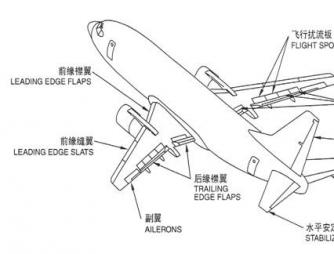 飞行扰流板
FLIGHT SPO
前缘襟翼
LEADING EDGE FLAPS
前缘缝翼
LEADING EDGE SLATS
后缘襟翼
TRAILING
EDGE FLAPS
副翼
AILERONS
水平安定
STABILIZ